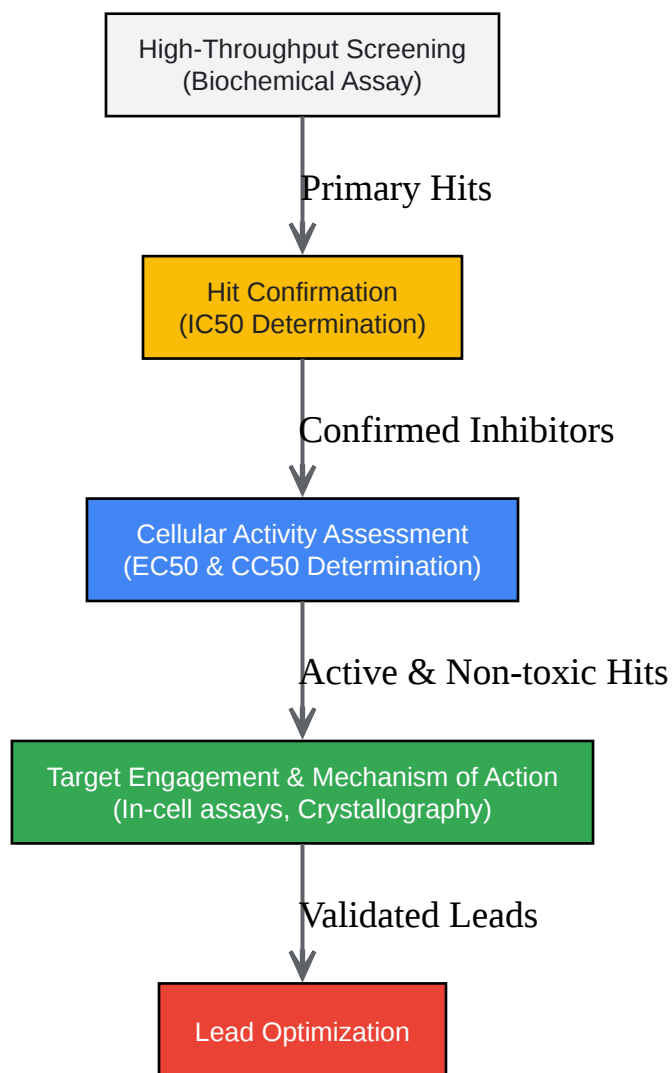 High-Throughput Screening
(Biochemical Assay)
Primary Hits
Hit Confirmation
(IC50 Determination)
Confirmed Inhibitors
Cellular Activity Assessment
(EC50 & CC50 Determination)
Active & Non-toxic Hits
Target Engagement & Mechanism of Action
(In-cell assays, Crystallography)
Validated Leads
Lead Optimization